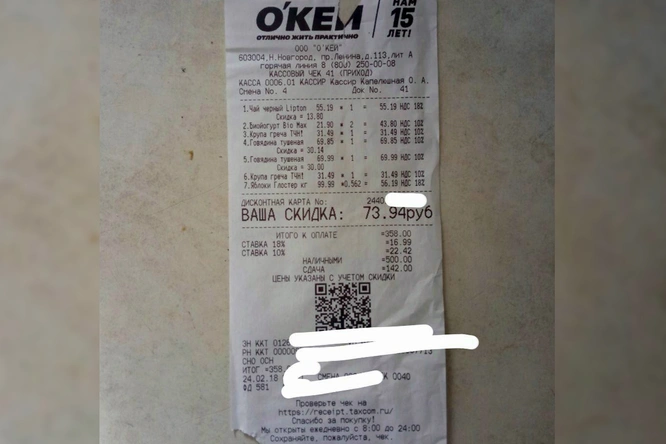 О'КЕЙ
НАМ
15
ЛЕТ!
ОТЛИЧНО ЖИТЬ ПРАКТИЧНО
ООО "О'КЕЙ"
603004,Н.Новгород, пр.Ленина,д.113,лит А
горячая линия 8 (800) 250-00-08
КАССОВЫЙ ЧЕК 41 (ПРИХОД)
КАССА 0006.01 КАССИР Кассир Капелюшная О. А.
Смена No. 4 Док No. 41
1.Чай черный Lipton 55.19 * 1 = 55.19 НДС 18%
Скидка = 13.80
2.Биойогурт Bio Max 21.90 * 2 = 43.80 НДС 10%
3.Крупа греча ТЧН! 31.49 * 1 = 31.49 НДС 10%
4.Говядина тушеная 69.85 * 1 = 69.85 НДС 10%
Скидка = 30.14
5.Говядина тушеная 69.99 * 1 = 69.99 НДС 10%
Скидка = 30.00
6.Крупа греча ТЧН! 31.49 * 1 = 31.49 НДС 10%
7.Яблоки Глостер кг 99.99 *0.562 = 56.19 НДС 18%
ДИСКОНТНАЯ КАРТА No: 2440
ВАША СКИДКА: 73.94руб
ИТОГО К ОПЛАТЕ =358.00
СТАВКА 18% =16.99
СТАВКА 10% =22.42
НАЛИЧНЫМИ =500.00
СДАЧА =142.00
ЦЕНЫ УКАЗАНЫ С УЧЕТОМ СКИДКИ
ЗН ККТ
РН ККТ 00000
СНО ОСН
ИТОГ =358
24.02.18 СМЕНА 0040
ФД 561
Проверьте чек на
https://receipt.taxcom.ru/
Спасибо за покупку!
Мы открыты ежедневно с 8:00 до 24:00
Сохраняйте, пожалуйста, чек.